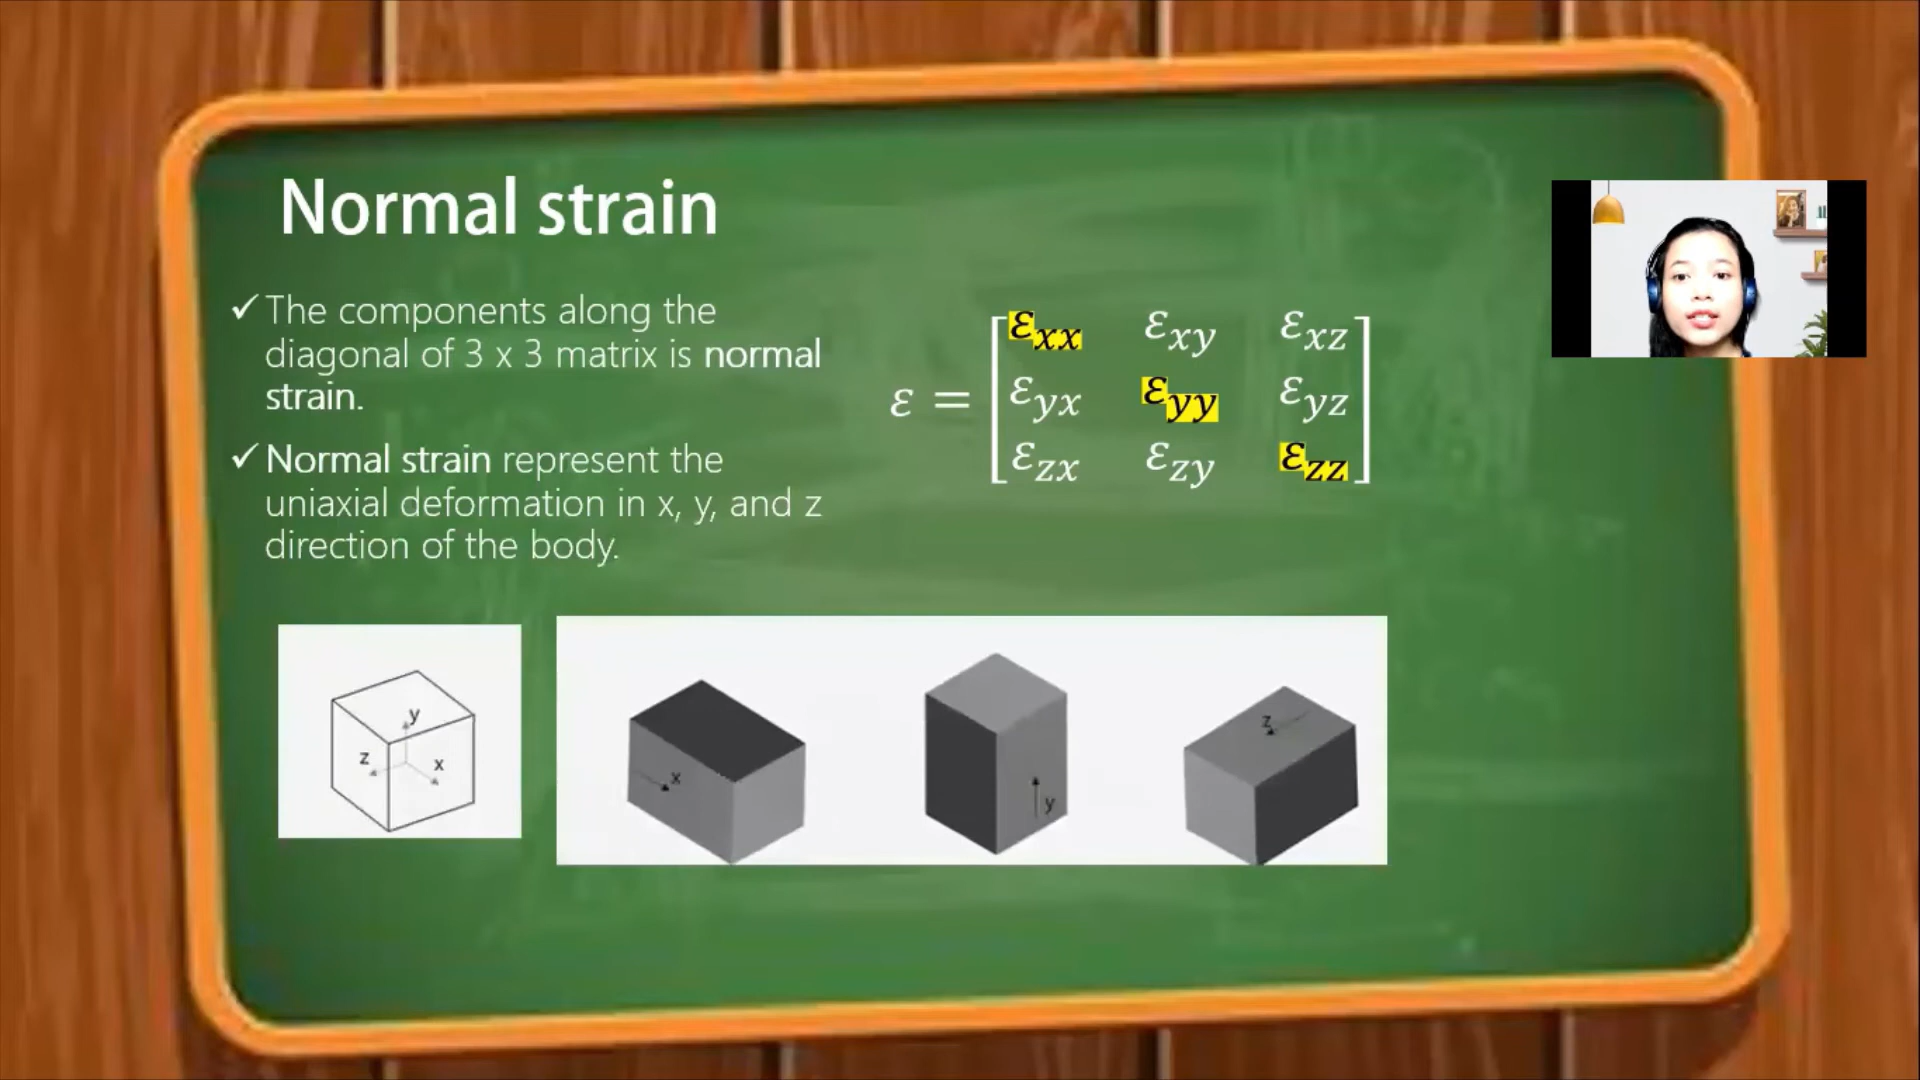 Normal strain
✓ The components along the
diagonal of 3 x 3 matrix is normal
strain.
✓ Normal strain represent the
uniaxial deformation in x, y, and z
direction of the body.
ε = [ εxx εxy εxz
εyx εyy εyz
εzx εzy εzz ]
y
z x
x
y
z